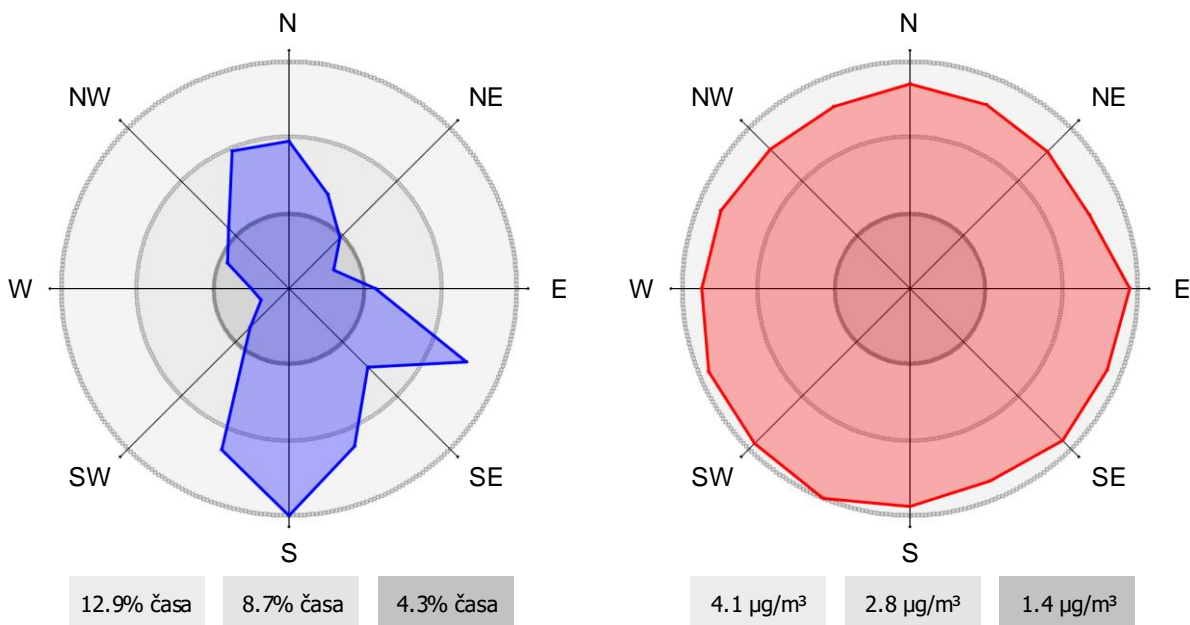 N
NE
E
SE
S
SW
W
NW
12.9% časa
8.7% časa
4.3% časa
N
NE
E
SE
S
SW
W
NW
4.1 µg/m³
2.8 µg/m³
1.4 µg/m³